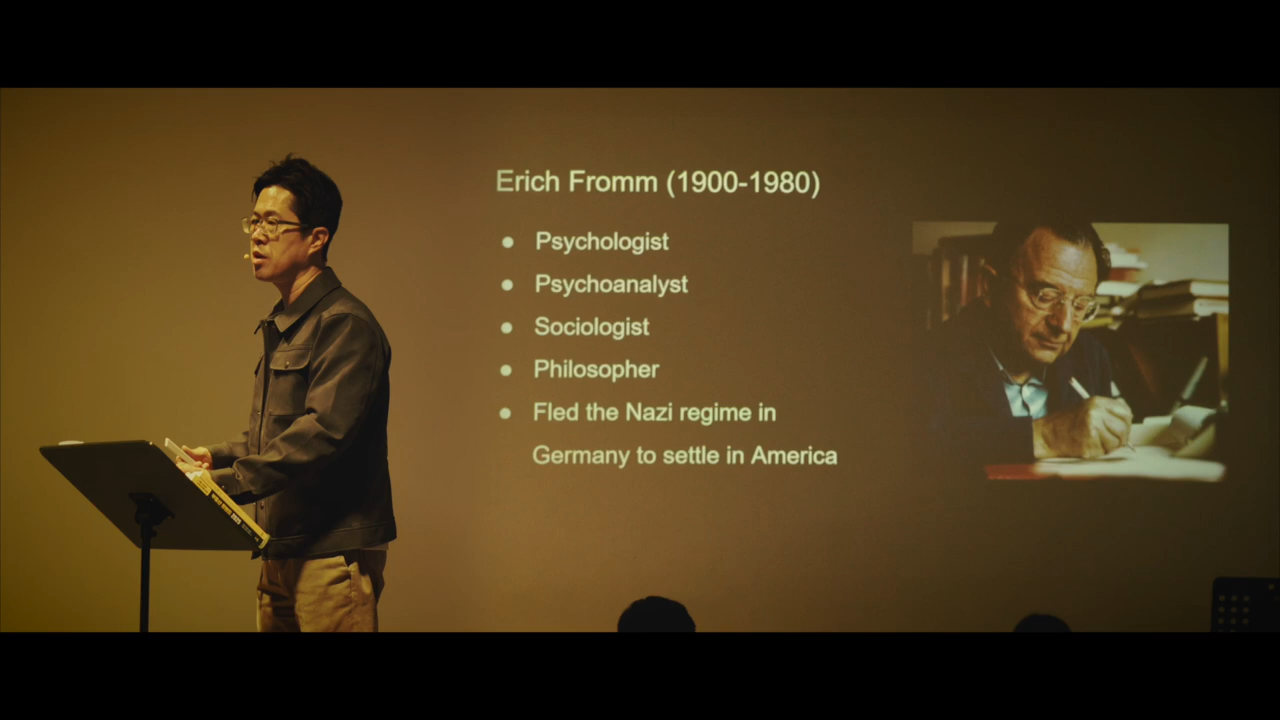 Erich Fromm (1900-1980)
● Psychologist
● Psychoanalyst
● Sociologist
● Philosopher
● Fled the Nazi regime in
Germany to settle in America